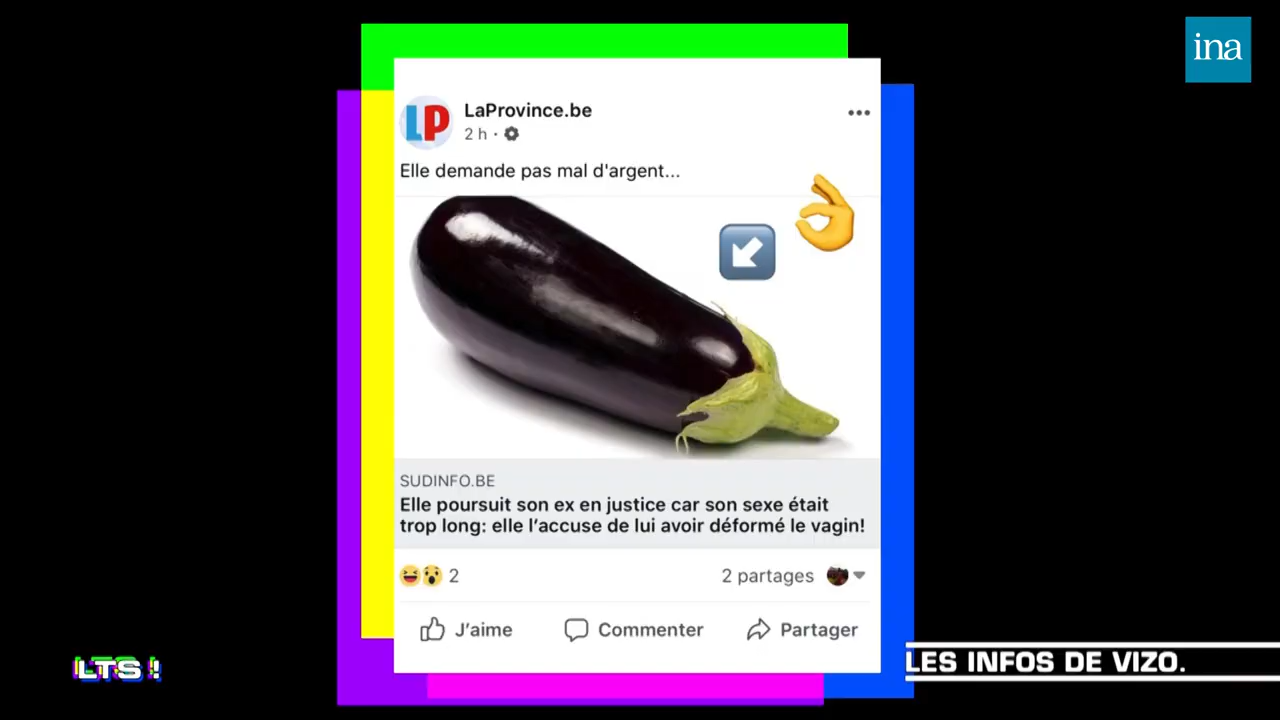 ina
LP
LaProvince.be
2 h ·
Elle demande pas mal d'argent...
SUDINFO.BE
Elle poursuit son ex en justice car son sexe était
trop long: elle l’accuse de lui avoir déformé le vagin!
2
2 partages
J’aime
Commenter
Partager
LTS !
LES INFOS DE VIZO.